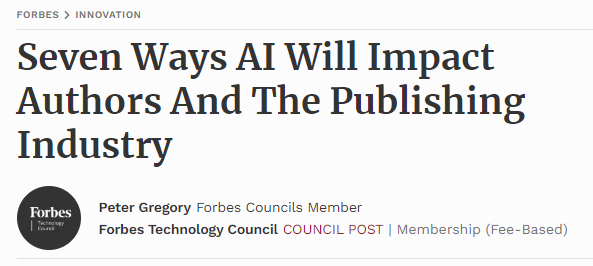 FORBES > INNOVATION
Seven Ways AI Will Impact
Authors And The Publishing
Industry
Forbes
Technology
Council
Peter Gregory Forbes Councils Member
Forbes Technology Council COUNCIL POST | Membership (Fee-Based)